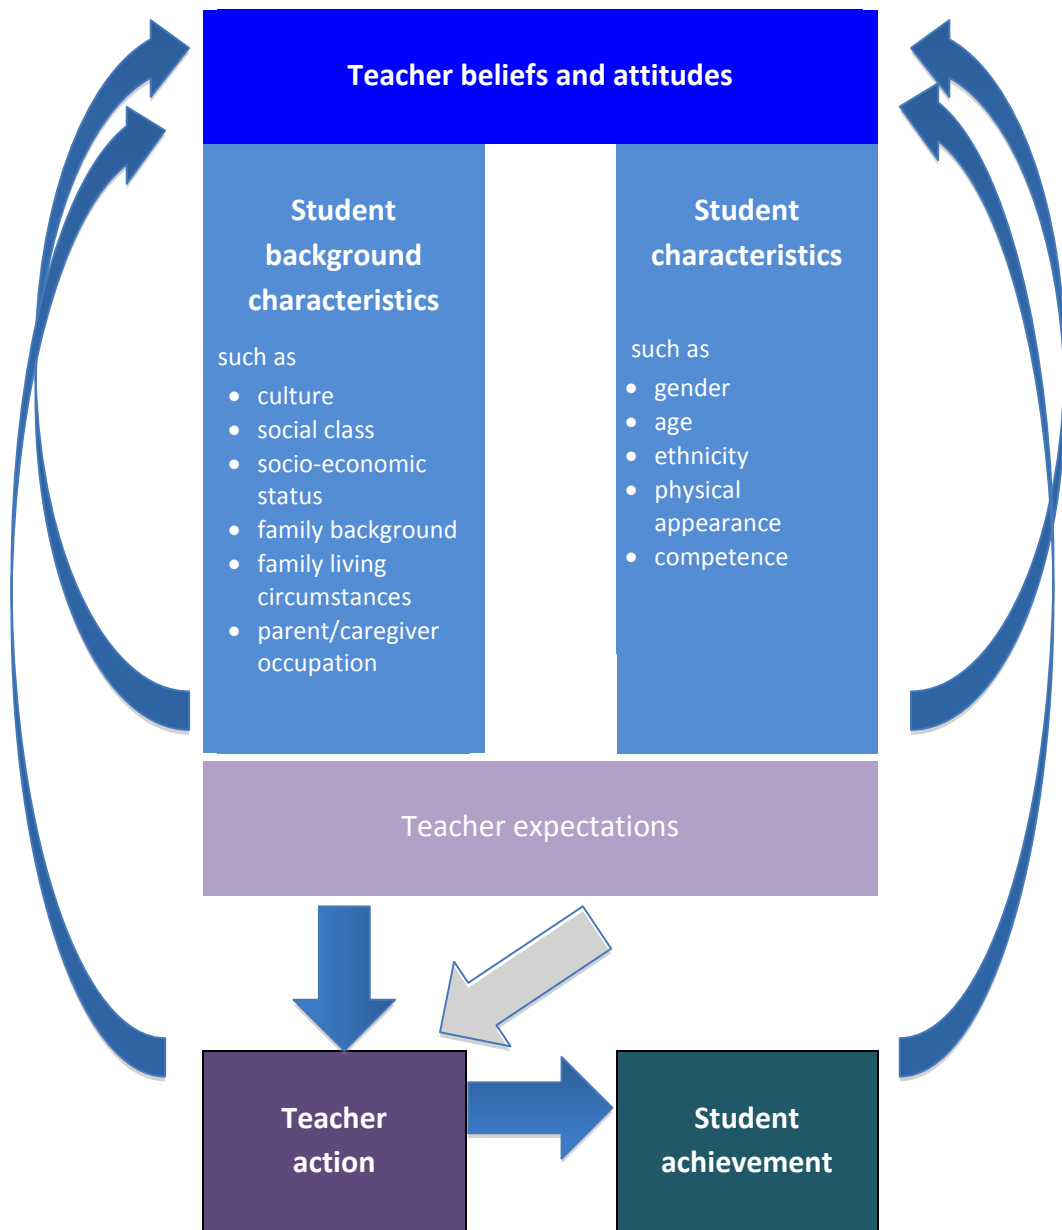 Teacher beliefs and attitudes
Student
background
characteristics
such as
• culture
• social class
• socio-economic
status
• family background
• family living
circumstances
• parent/caregiver
occupation
Student
characteristics
such as
• gender
• age
• ethnicity
• physical
appearance
• competence
Teacher expectations
Teacher
action
Student
achievement